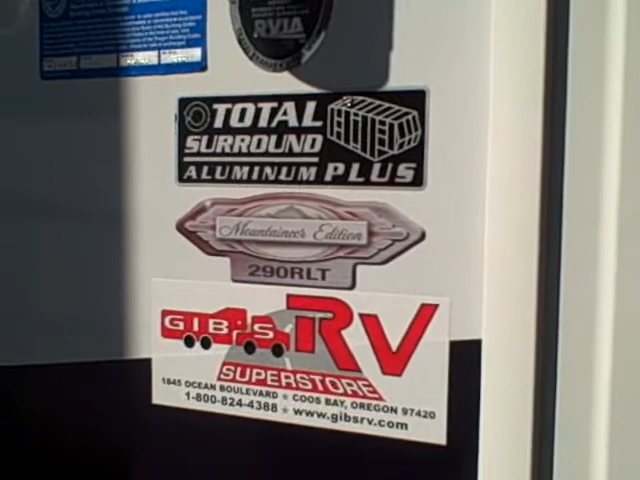 RVIA
TOTAL
SURROUND
ALUMINUM PLUS
Mountaineer Edition
290RLT
GIB'S RV
SUPERSTORE
1845 OCEAN BOULEVARD ★ COOS BAY, OREGON 97420
1-800-824-4388 ★ www.gibsrv.com